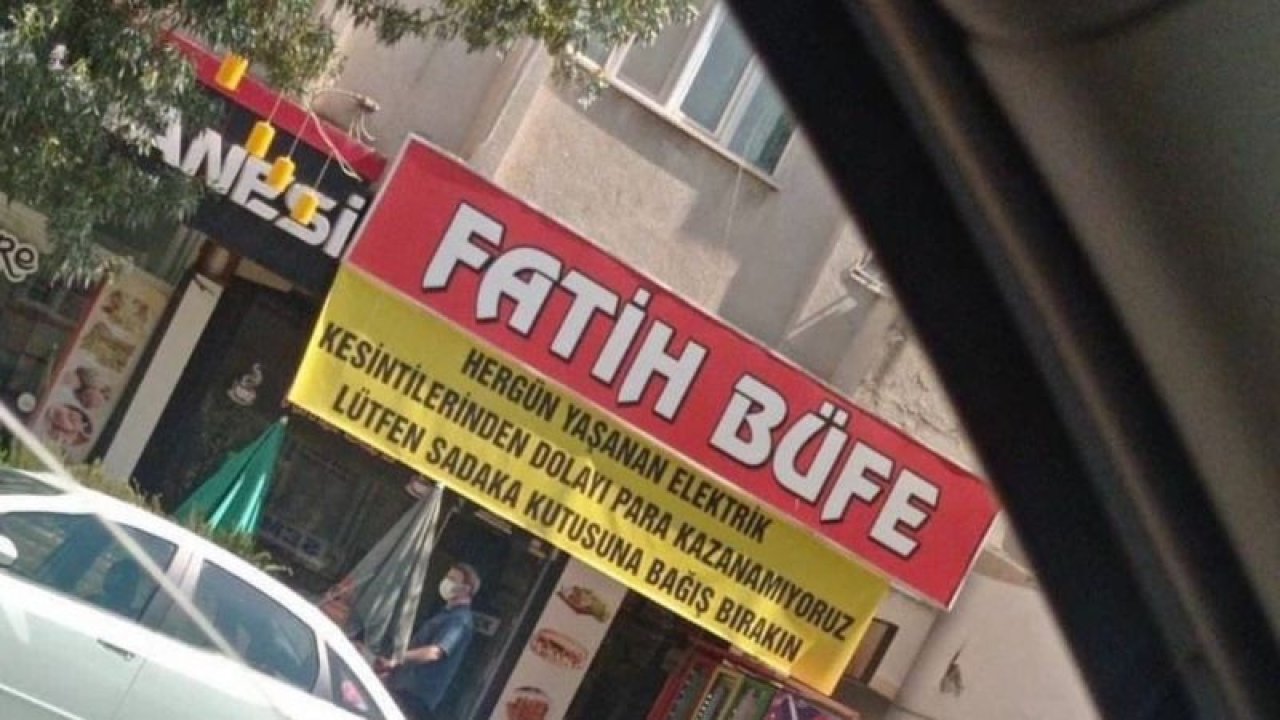 ANESİ
FATİH BÜFE
HERGÜN YAŞANAN ELEKTRİK
KESİNTİLERİNDEN DOLAYI PARA KAZANAMIYORUZ
LÜTFEN SADAKA KUTUSUNA BAĞIŞ BIRAKIN